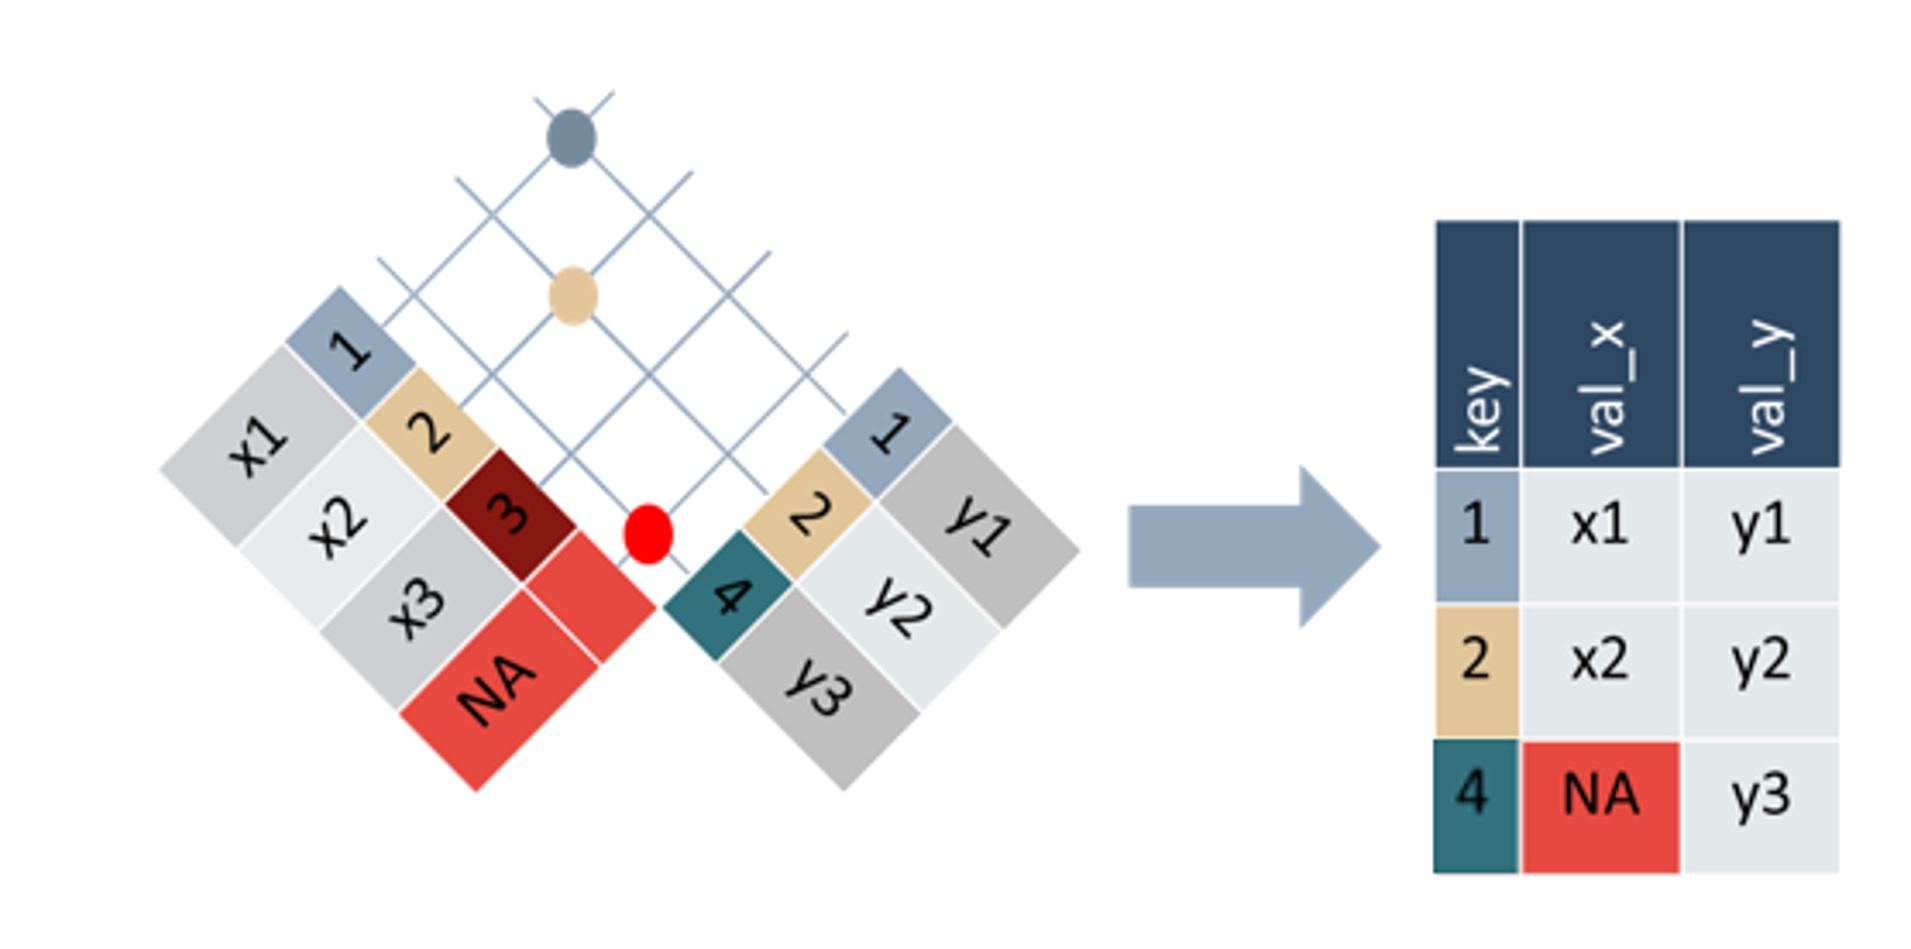 1 x1
2 x2
3 x3
NA
1 y1
2 y2
4 y3
key val_x val_y
1 x1 y1
2 x2 y2
4 NA y3